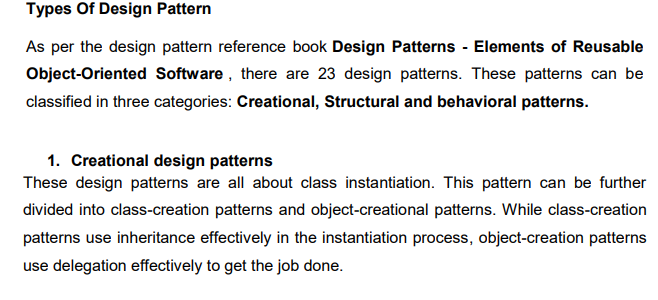 Types Of Design Pattern
As per the design pattern reference book Design Patterns - Elements of Reusable
Object-Oriented Software , there are 23 design patterns. These patterns can be
classified in three categories: Creational, Structural and behavioral patterns.
1. Creational design patterns
These design patterns are all about class instantiation. This pattern can be further
divided into class-creation patterns and object-creational patterns. While class-creation
patterns use inheritance effectively in the instantiation process, object-creation patterns
use delegation effectively to get the job done.